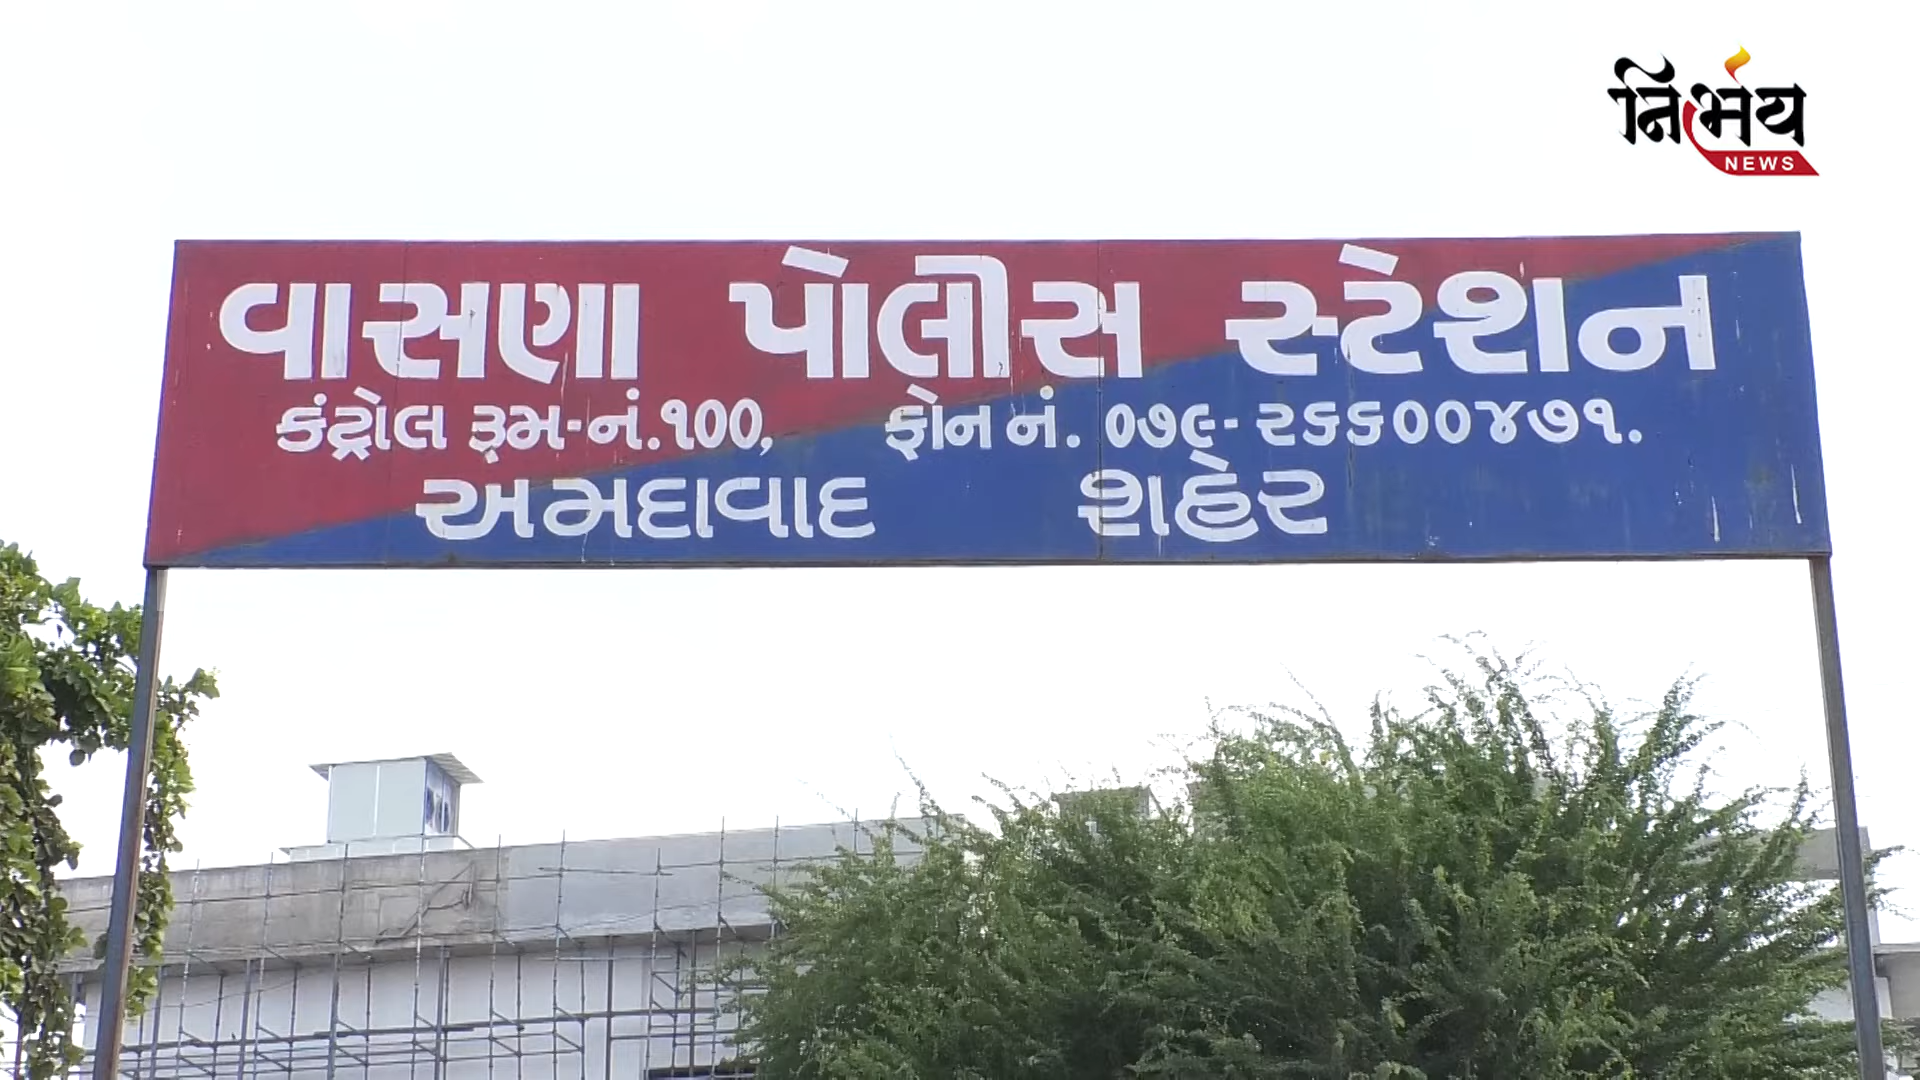 નિર્ભય
NEWS
વાસણા પોલીસ સ્ટેશન
કંટ્રોલ રૂમ-નં.૧૦૦, ફોન નં. ૦૭૯- ૨૬૬૦૦૪૭૧.
અમદાવાદ શહેર